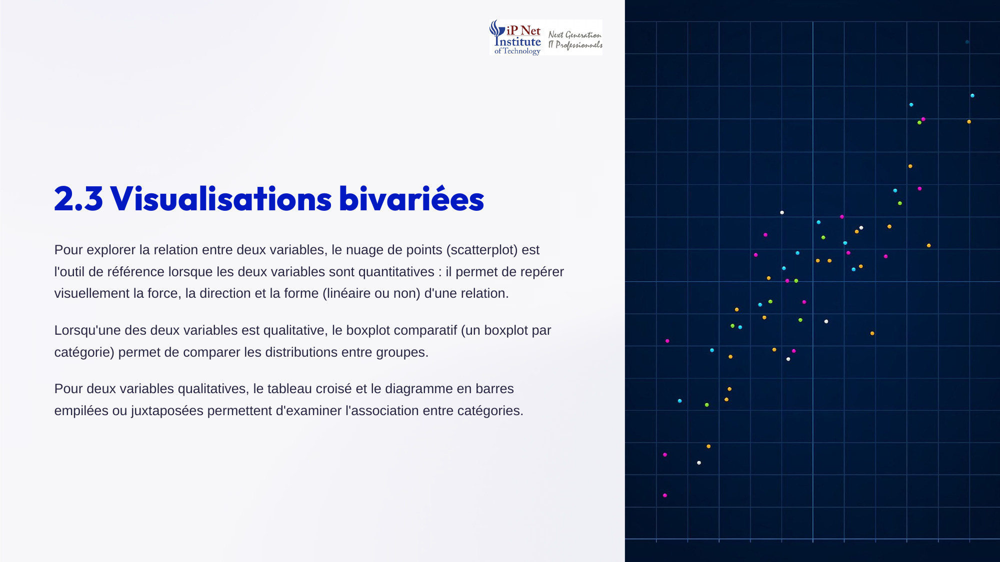 iP Net
Institute
of Technology
Next Generation
IT Professionnels
2.3 Visualisations bivariées
Pour explorer la relation entre deux variables, le nuage de points (scatterplot) est
l'outil de référence lorsque les deux variables sont quantitatives : il permet de repérer
visuellement la force, la direction et la forme (linéaire ou non) d'une relation.
Lorsqu'une des deux variables est qualitative, le boxplot comparatif (un boxplot par
catégorie) permet de comparer les distributions entre groupes.
Pour deux variables qualitatives, le tableau croisé et le diagramme en barres
empilées ou juxtaposées permettent d'examiner l'association entre catégories.